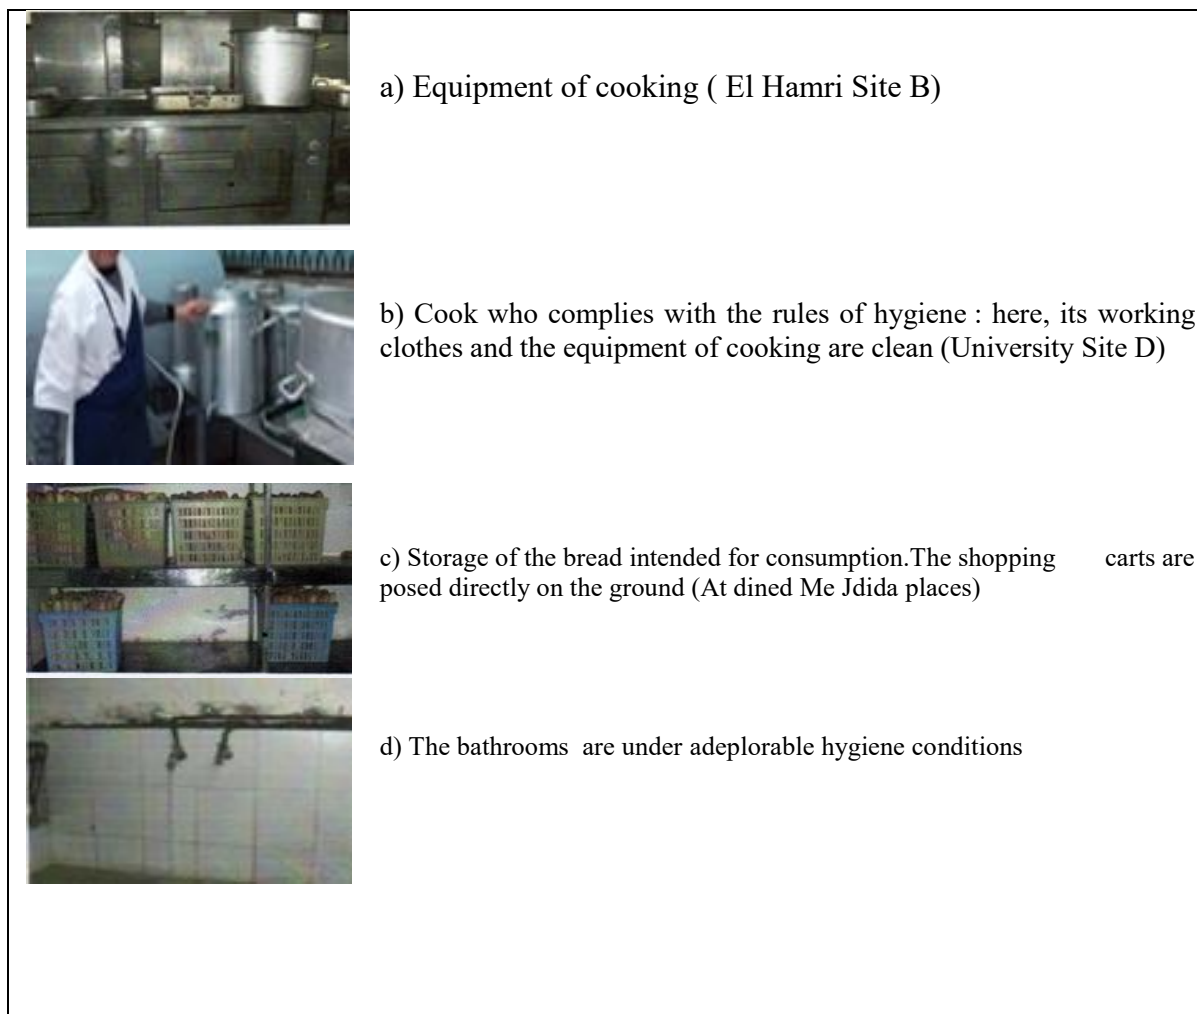 a) Equipment of cooking ( El Hamri Site B)
b) Cook who complies with the rules of hygiene : here, its working
clothes and the equipment of cooking are clean (University Site D)
c) Storage of the bread intended for consumption.The shopping carts are
posed directly on the ground (At dined Me Jdida places)
d) The bathrooms are under adeplorable hygiene conditions